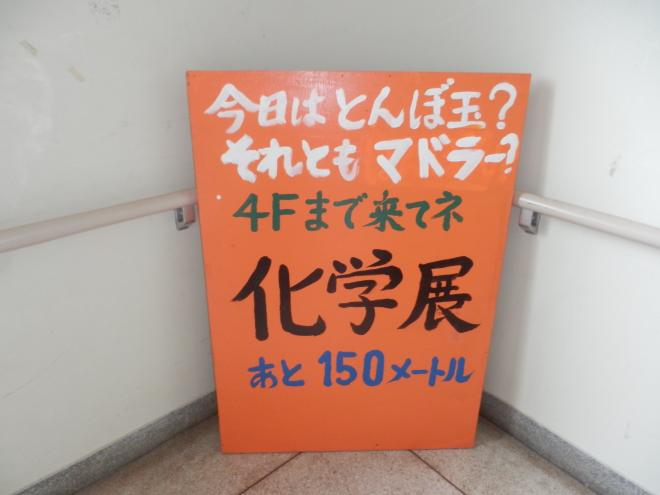 今日はとんぼ玉?
それともマドラー?
4Fまで来てネ
化学展
あと150メートル